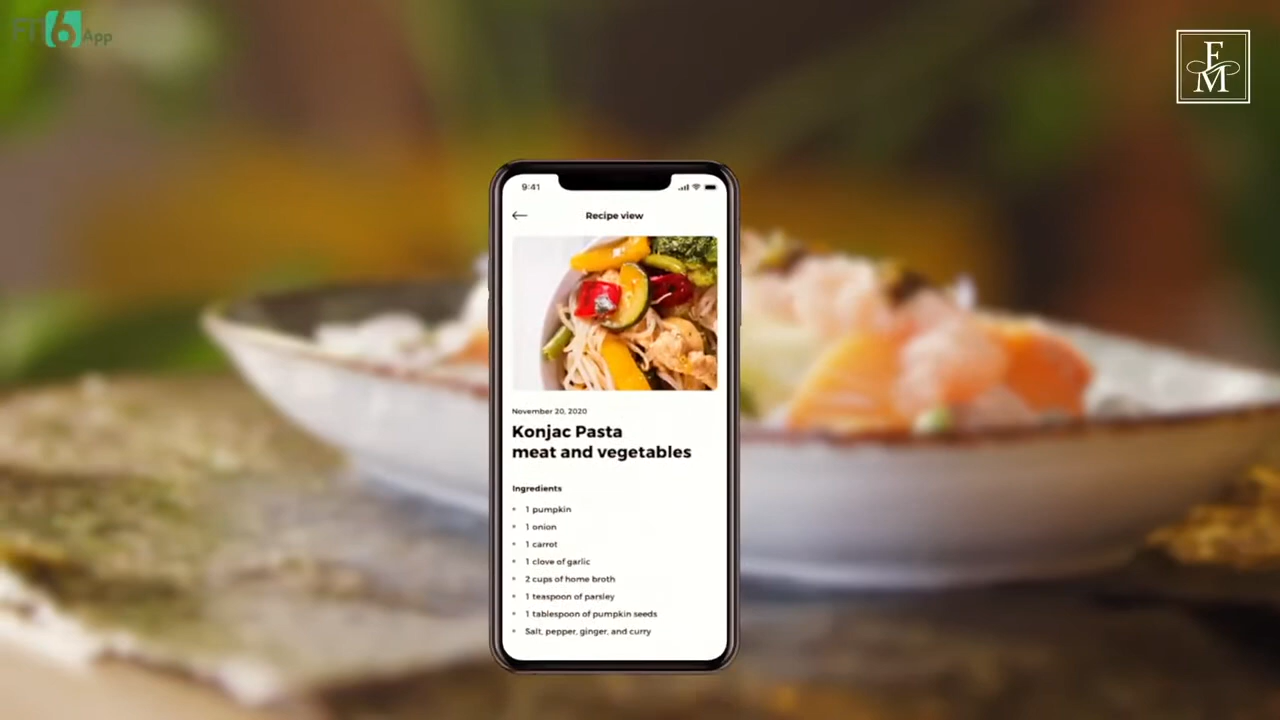 FIT6 App
FM
9:41
Recipe view
November 20, 2020
Konjac Pasta
meat and vegetables
Ingredients
1 pumpkin
1 onion
1 carrot
1 clove of garlic
2 cups of home broth
1 teaspoon of parsley
1 tablespoon of pumpkin seeds
Salt, pepper, ginger, and curry